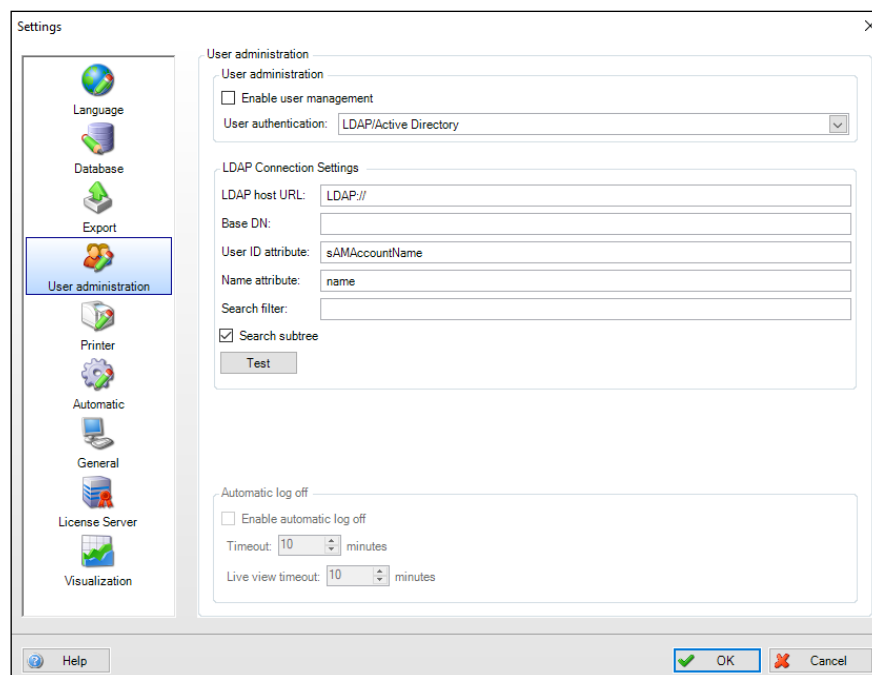 Settings
Language
Database
Export
User administration
Printer
Automatic
General
License Server
Visualization
User administration
User administration
Enable user management
User authentication: LDAP/Active Directory
LDAP Connection Settings
LDAP host URL: LDAP://
Base DN:
User ID attribute: sAMAccountName
Name attribute: name
Search filter:
Search subtree
Test
Automatic log off
Enable automatic log off
Timeout: 10 minutes
Live view timeout: 10 minutes
Help
OK
Cancel